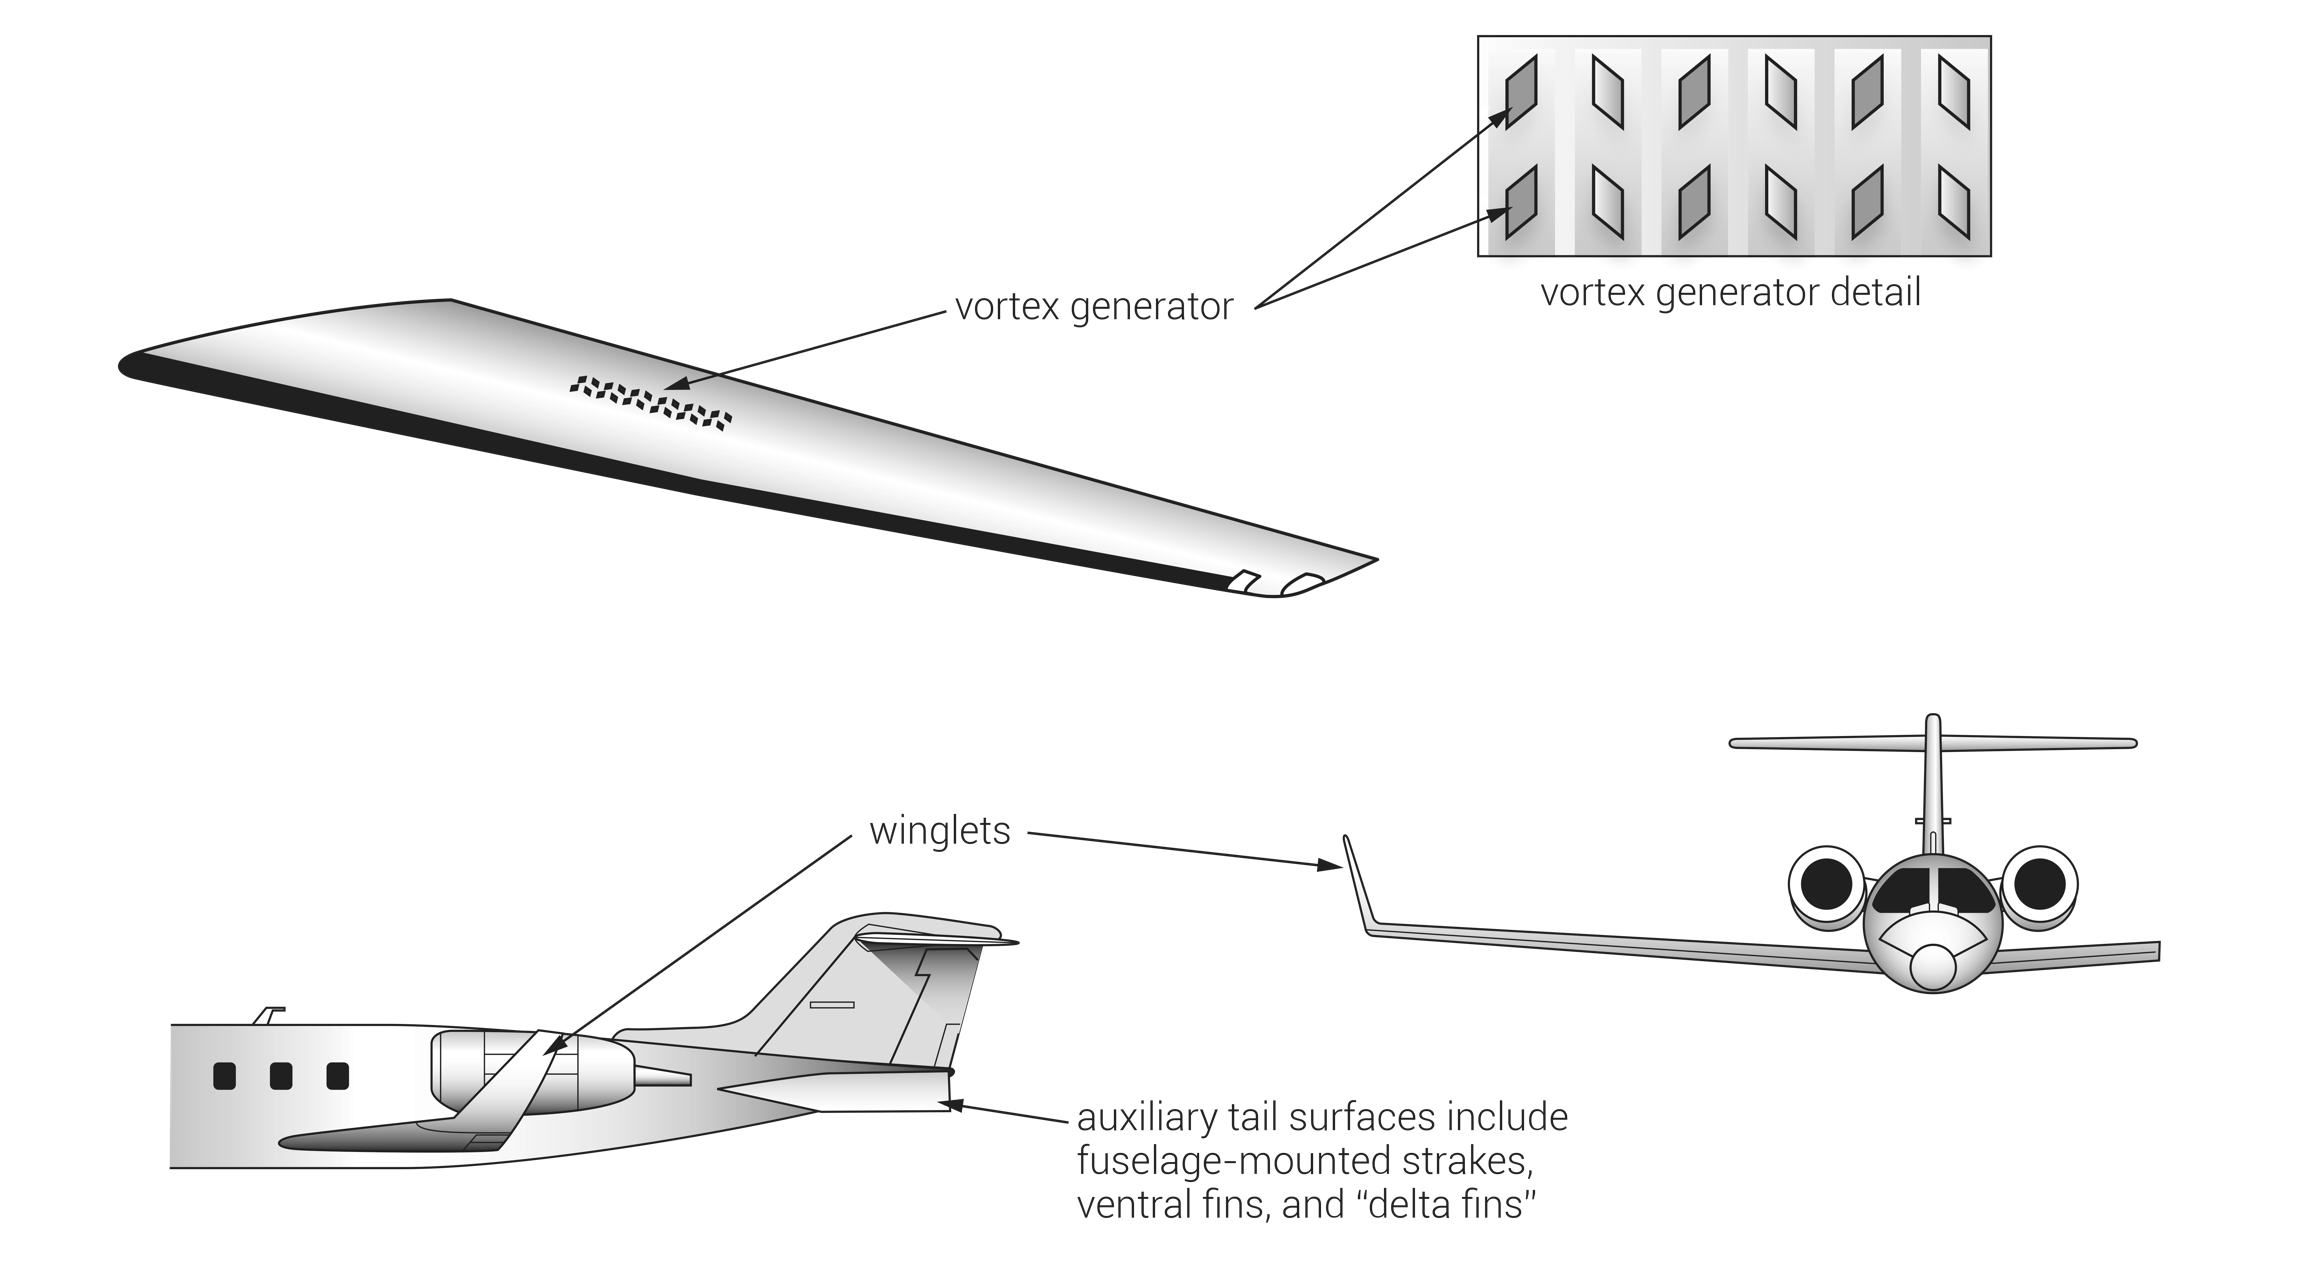 vortex generator
vortex generator detail
winglets
auxiliary tail surfaces include
fuselage-mounted strakes,
ventral fins, and “delta fins”